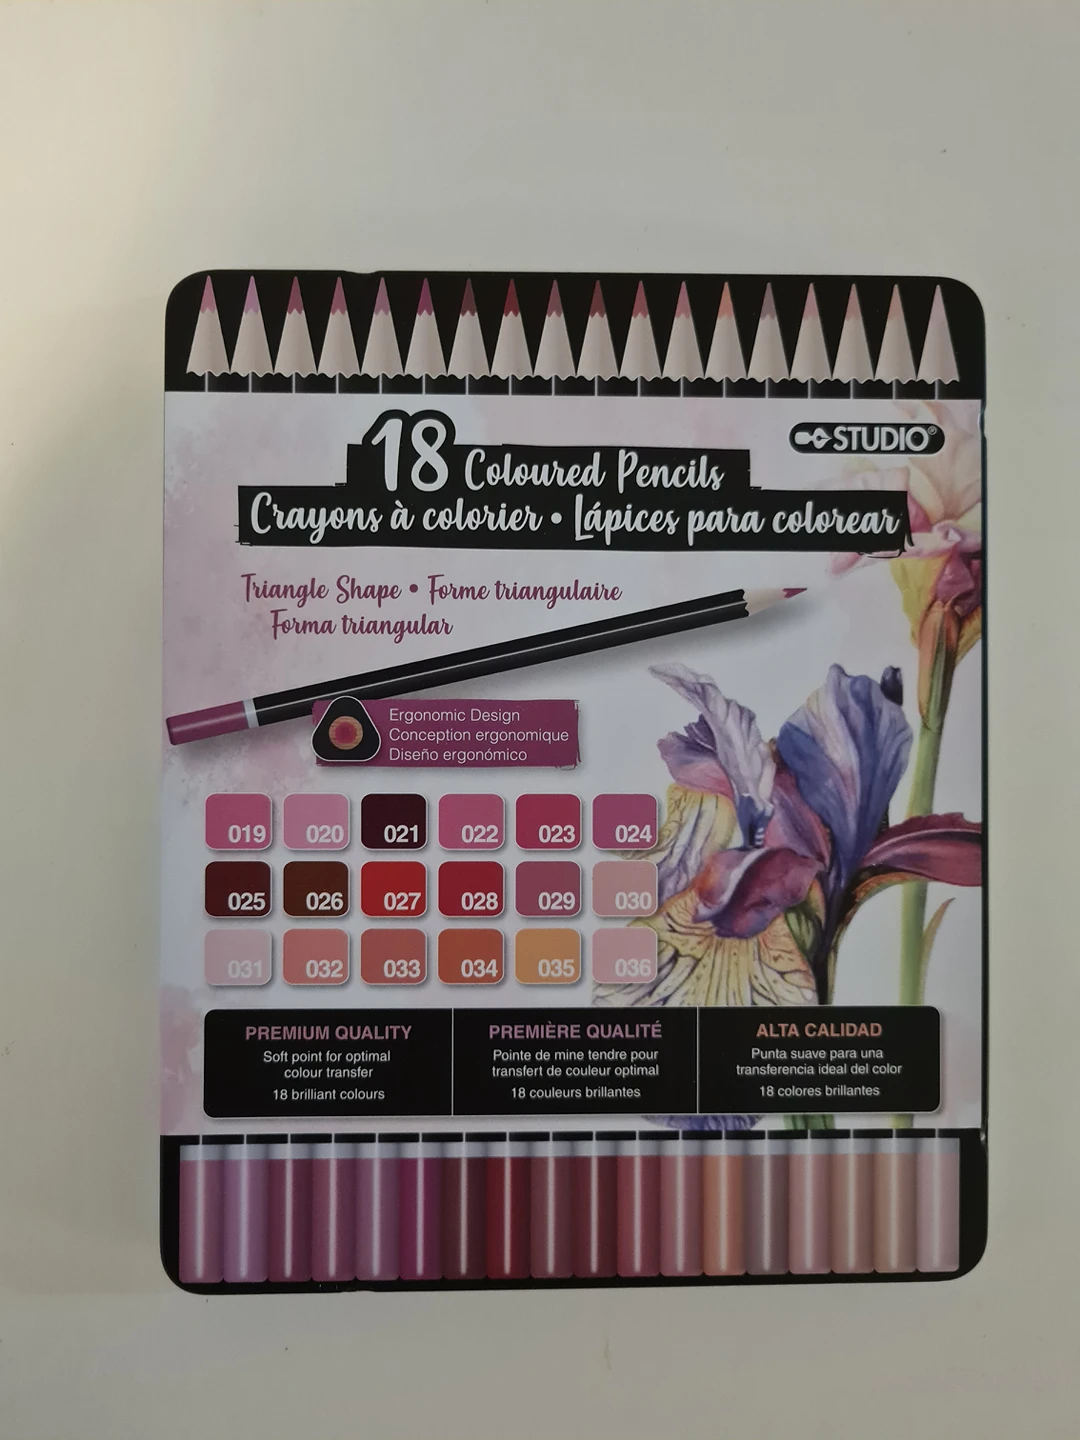 STUDIO®
18 Coloured Pencils
Crayons à colorier • Lápices para colorear
Triangle Shape • Forme triangulaire
Forma triangular
Ergonomic Design
Conception ergonomique
Diseño ergonómico
019 020 021 022 023 024
025 026 027 028 029 030
031 032 033 034 035 036
PREMIUM QUALITY
Soft point for optimal
colour transfer
18 brilliant colours
PREMIÈRE QUALITÉ
Pointe de mine tendre pour
transfert de couleur optimal
18 couleurs brillantes
ALTA CALIDAD
Punta suave para una
transferencia ideal del color
18 colores brillantes